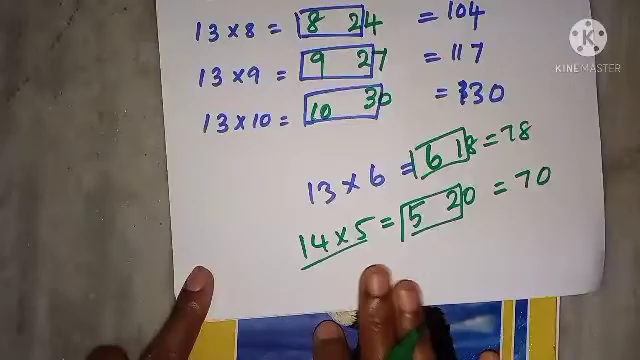 13 × 8 = 8 24 = 104
13 × 9 = 9 27 = 117
13 × 10 = 10 30 = 130
13 × 6 = 6 18 = 78
14 × 5 = 5 20 = 70
KINEMASTER